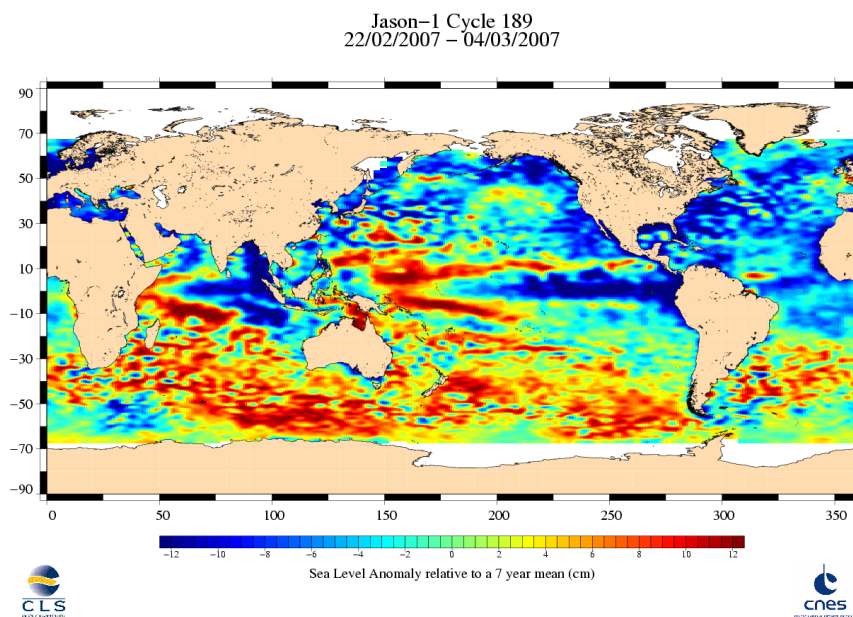 Jason−1 Cycle 189
22/02/2007 − 04/03/2007
90
70
50
30
10
−10
−30
−50
−70
−90
0 50 100 150 200 250 300 350
−12 −10 −8 −6 −4 −2 0 2 4 6 8 10 12
Sea Level Anomaly relative to a 7 year mean (cm)
CLS
cnes